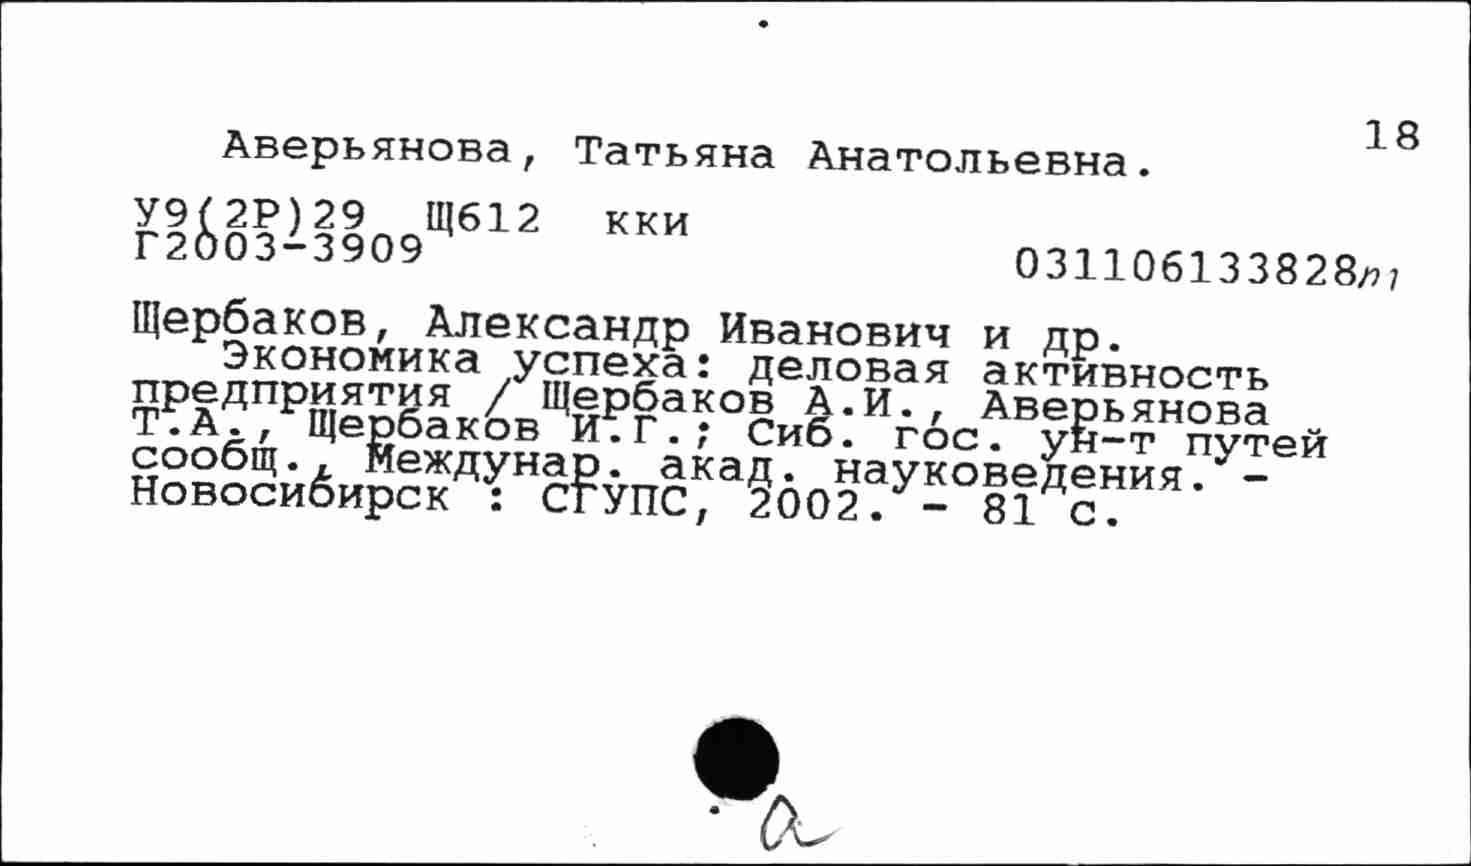 18
Аверьянова, Татьяна Анатольевна.
У9(2Р)29 Щ612 кки
Г2003-3909
031106133828п1
Щербаков, Александр Иванович и др.
Экономика успеха: деловая активность
предприятия / Щербаков А.И., Аверьянова
Т.А., Щербаков И.Г.; Сиб. гос. ун-т путей
сообщ., Междунар. акад. науковедения. -
Новосибирск : СГУПС, 2002. - 81 с.
а